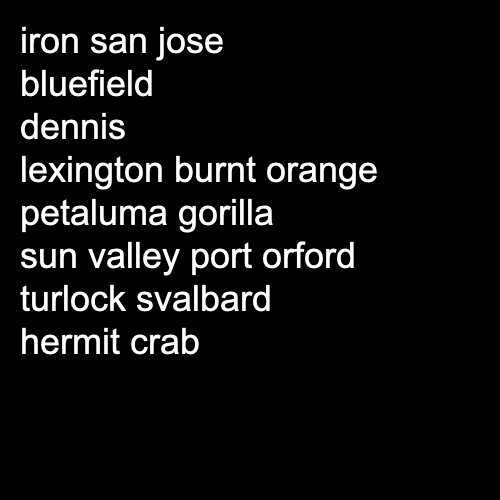 iron san jose
bluefield
dennis
lexington burnt orange
petaluma gorilla
sun valley port orford
turlock svalbard
hermit crab